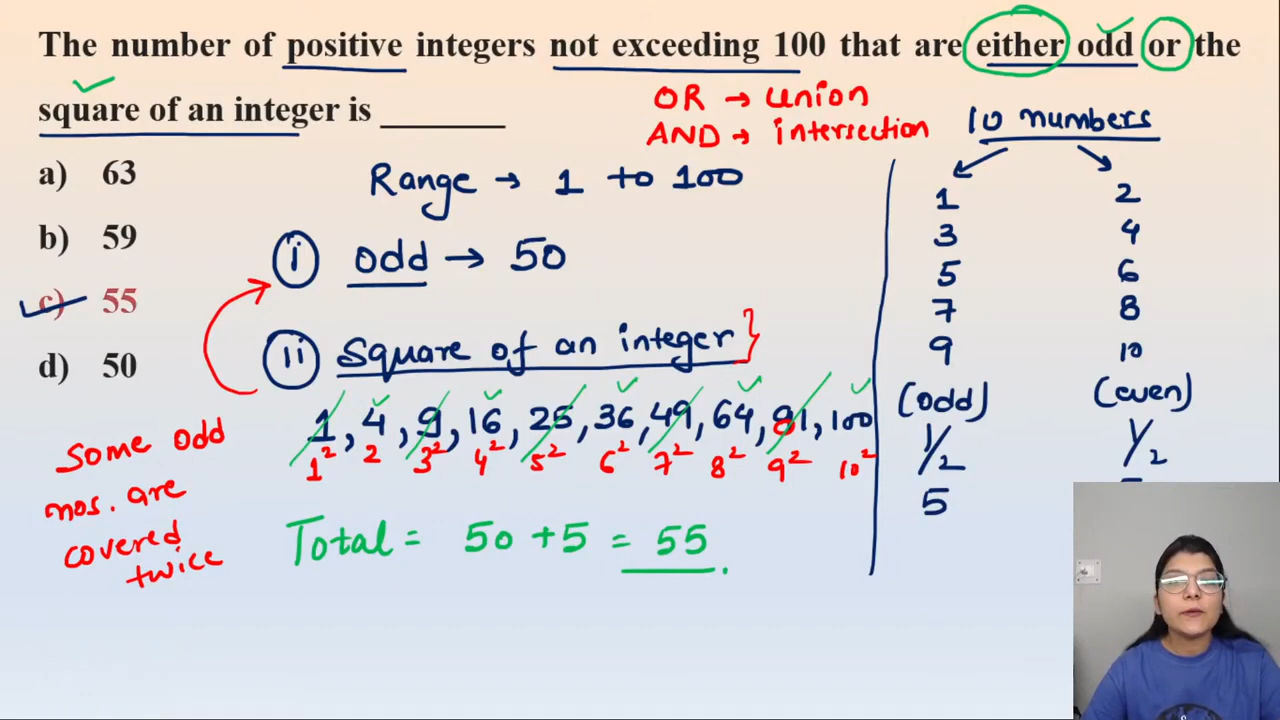 The number of positive integers not exceeding 100 that are either odd or the
square of an integer is ________
OR → Union
AND → intersection
a) 63
b) 59
c) 55
d) 50
Range → 1 to 100
i odd → 50
ii Square of an integer }
1, 4, 9, 16, 25, 36, 49, 64, 81, 100
1² 2² 3² 4² 5² 6² 7² 8² 9² 10²
Some odd
nos. are
covered
twice
Total = 50 + 5 = 55.
10 numbers
1 2
3 4
5 6
7 8
9 10
(odd) (even)
1/2 1/2
5